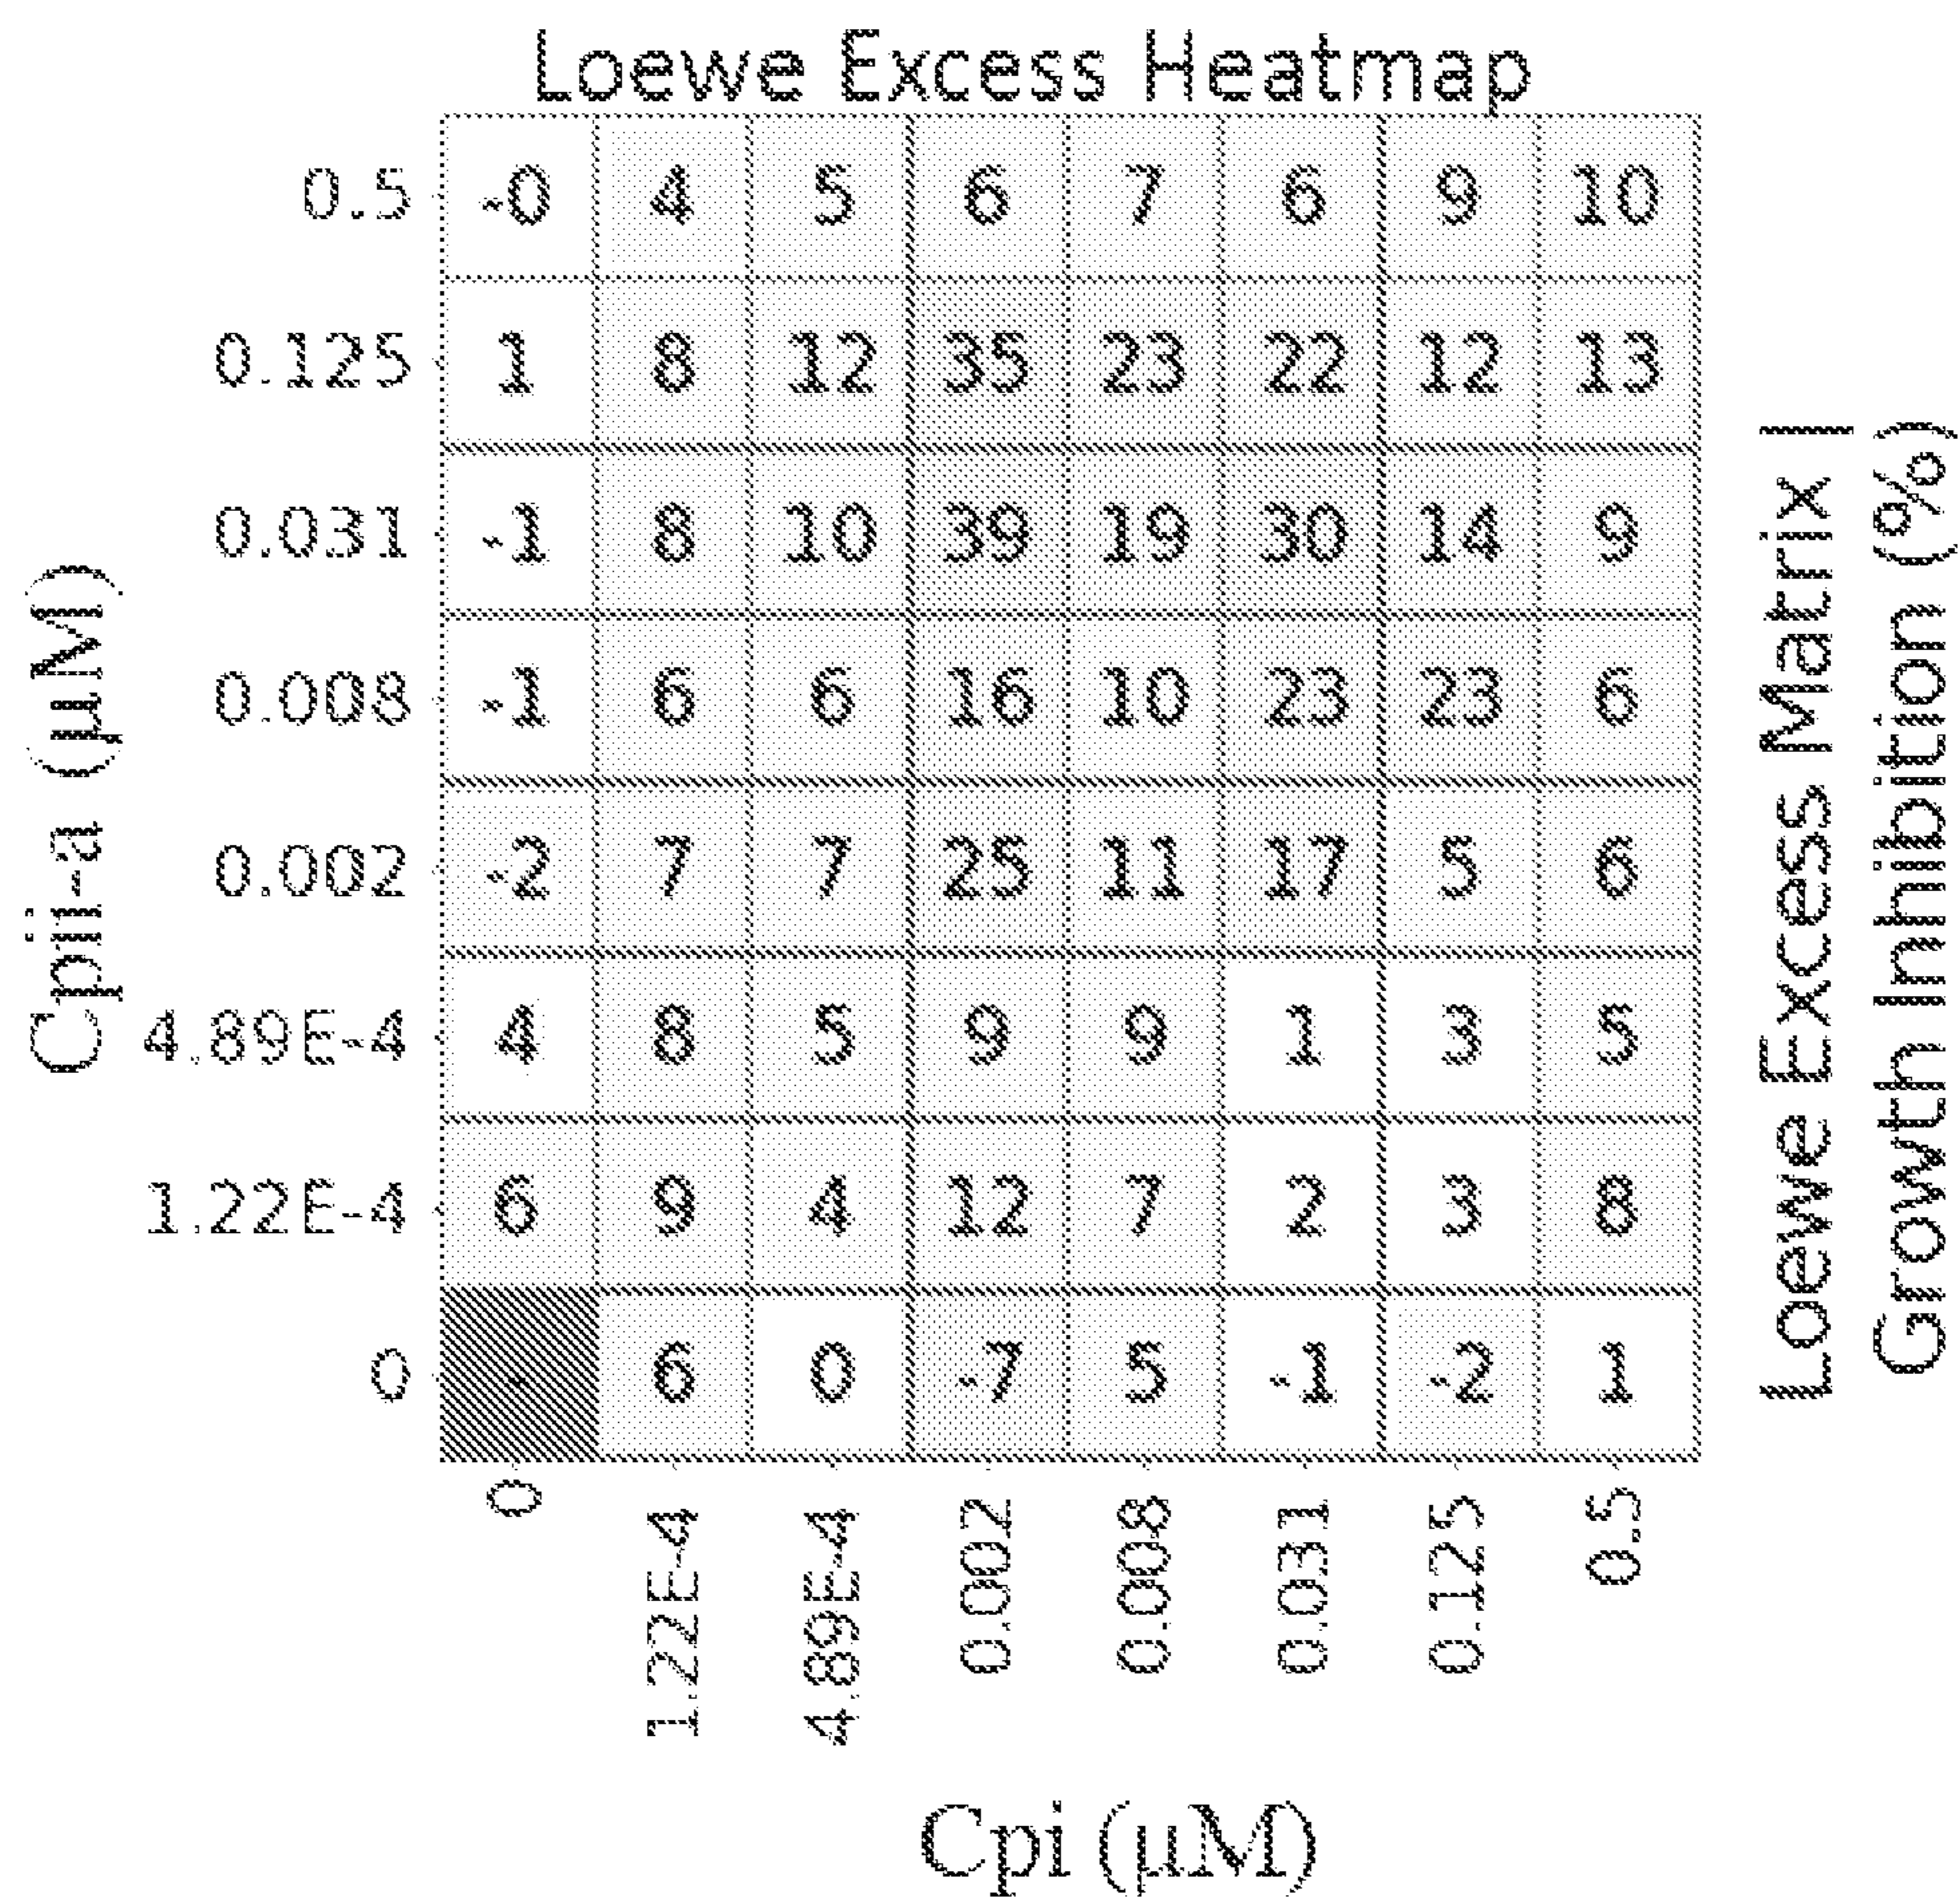 Loewe Excess Heatmap
0.5 -0 4 5 6 7 6 9 10
0.125 1 8 12 35 23 22 12 13
0.031 -1 8 10 39 19 30 14 9
0.008 -1 6 6 16 10 23 23 6
0.002 -2 7 7 25 11 17 5 6
4.89E-4 4 8 5 9 9 1 3 5
1.22E-4 6 9 4 12 7 2 3 8
0 - 6 0 -7 5 -1 -2 1
0 1.22E-4 4.89E-4 0.002 0.008 0.031 0.125 0.5
Cpi (μM)
Cpii-a (μM)
Loewe Excess Matrix |
Growth Inhibition (%)